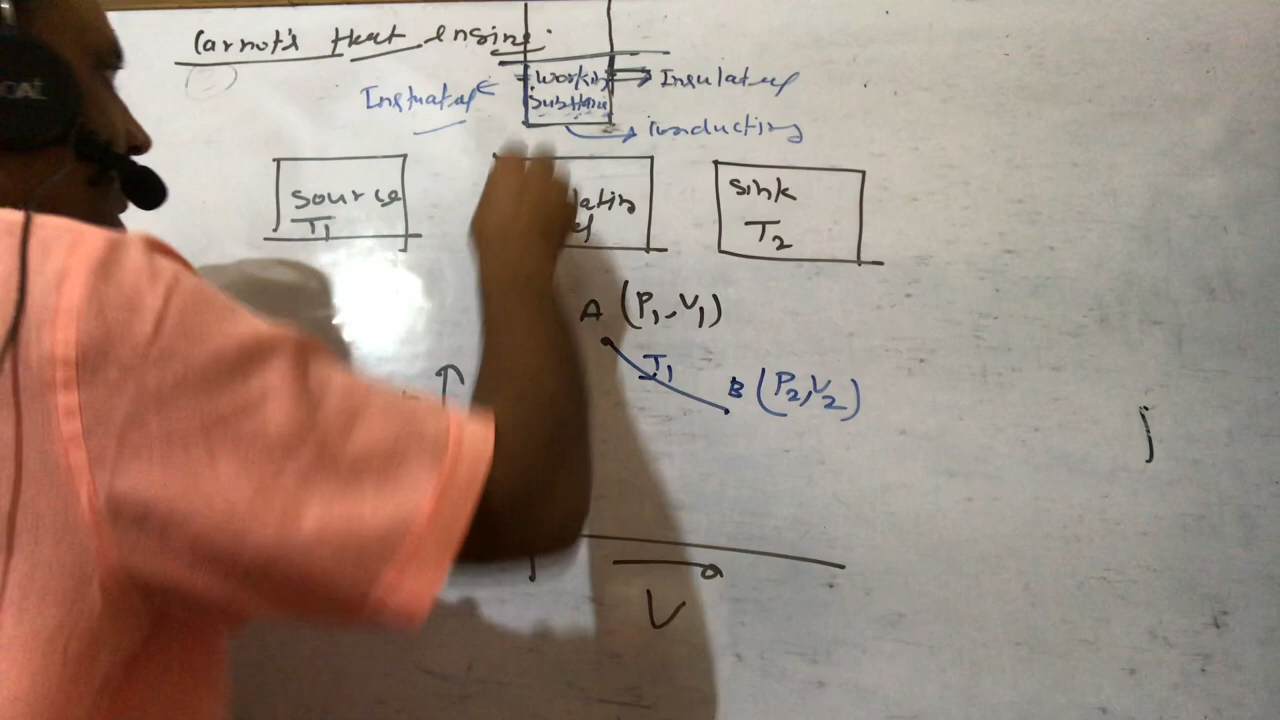 Carnot's Heat engine.
Working
Substance
Insulated
Insulated
Conducting
Source
T1
Sink
T2
A (P1, V1)
T1
B (P2, V2)
V